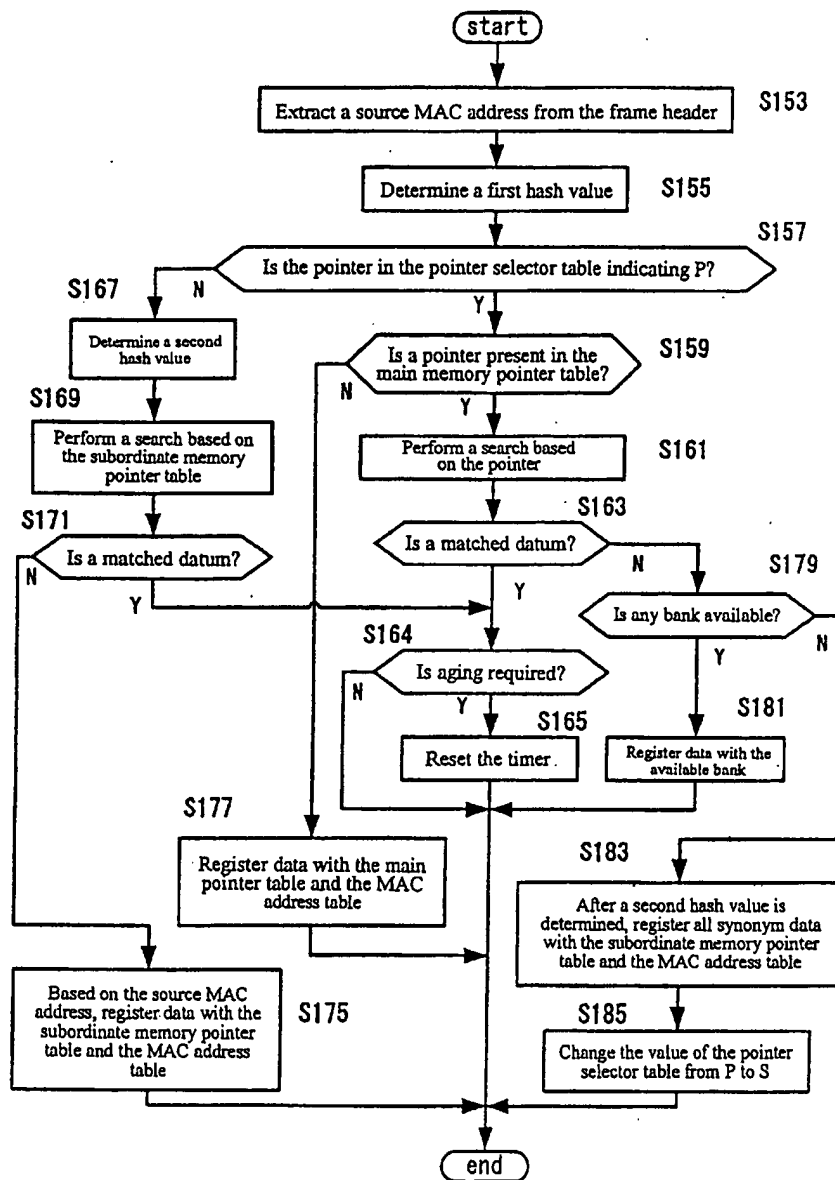 start
S153
Extract a source MAC address from the frame header
S155
Determine a first hash value
S157
Is the pointer in the pointer selector table indicating P?
S167
N
Y
Determine a second
hash value
S159
Is a pointer present in the
main memory pointer table?
N
Y
S169
Perform a search based on
the subordinate memory
pointer table
S161
Perform a search based
on the pointer
S171
Is a matched datum?
N
Y
S163
Is a matched datum?
N
Y
S179
Is any bank available?
N
Y
S164
Is aging required?
N
Y
S165
Reset the timer.
S181
Register data with the
available bank
S177
Register data with the main
pointer table and the MAC
address table
S183
After a second hash value is
determined, register all synonym data
with the subordinate memory pointer
table and the MAC address table
S175
Based on the source MAC
address, register data with the
subordinate memory pointer
table and the MAC address
table
S185
Change the value of the pointer
selector table from P to S
end